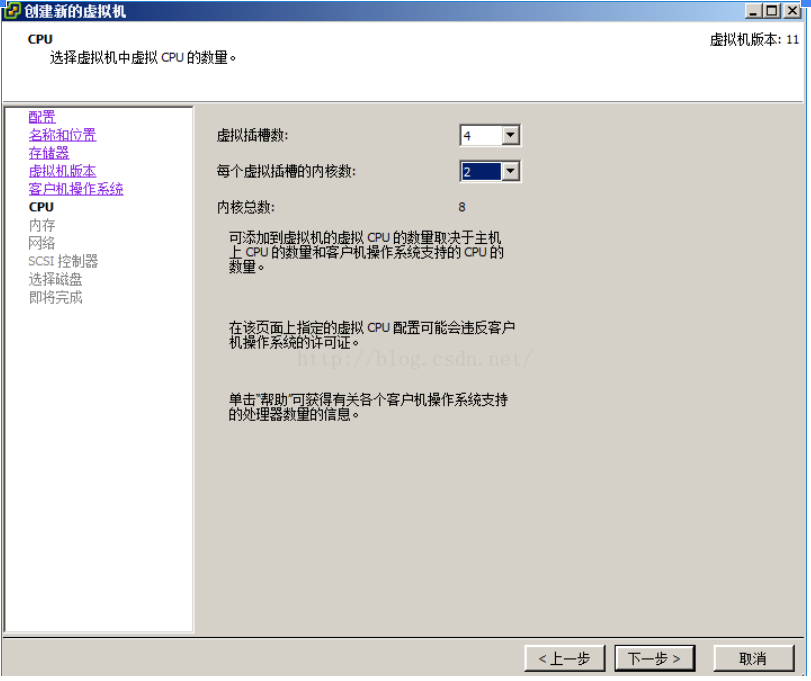 创建新的虚拟机
CPU
选择虚拟机中虚拟 CPU 的数量。
虚拟机版本: 11
配置
名称和位置
存储器
虚拟机版本
客户机操作系统
CPU
内存
网络
SCSI 控制器
选择磁盘
即将完成
虚拟插槽数:
4
每个虚拟插槽的内核数:
2
内核总数:
8
可添加到虚拟机的虚拟 CPU 的数量取决于主机
上 CPU 的数量和客户机操作系统支持的 CPU 的
数量。
在该页面上指定的虚拟 CPU 配置可能会违反客户
机操作系统的许可证。
http://blog.csdn.net/
单击"帮助"可获得有关各个客户机操作系统支持
的处理器数量的信息。
< 上一步
下一步 >
取消